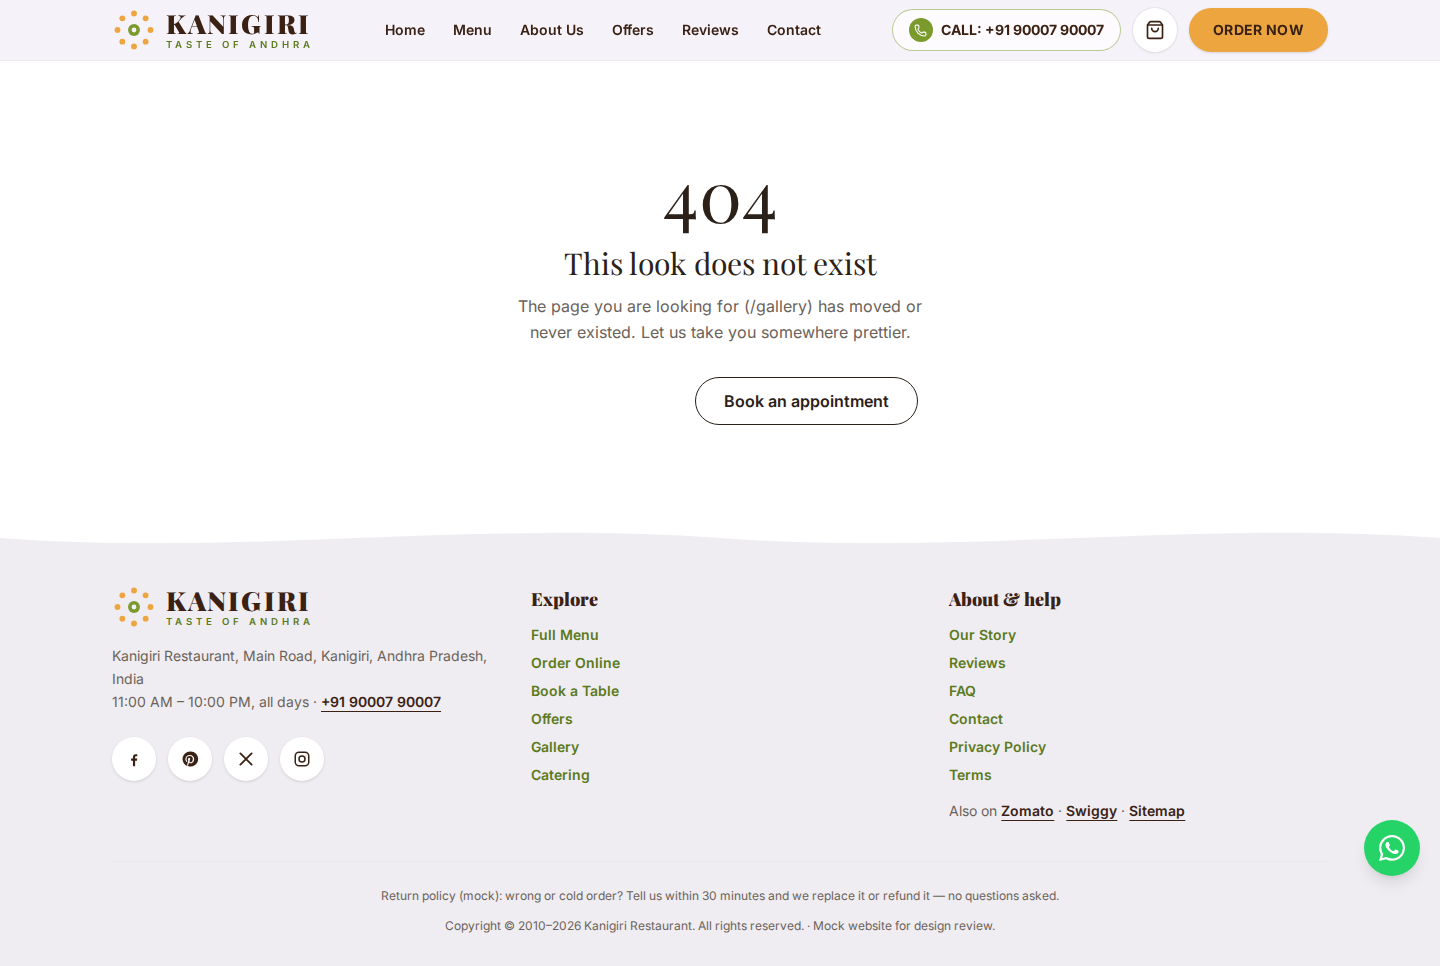 KANIGIRI
TASTE OF ANDHRA
Home
Menu
About Us
Offers
Reviews
Contact
CALL: +91 90007 90007
ORDER NOW
404
This look does not exist
The page you are looking for (/gallery) has moved or
never existed. Let us take you somewhere prettier.
Book an appointment
KANIGIRI
TASTE OF ANDHRA
Kanigiri Restaurant, Main Road, Kanigiri, Andhra Pradesh,
India
11:00 AM – 10:00 PM, all days · +91 90007 90007
Explore
Full Menu
Order Online
Book a Table
Offers
Gallery
Catering
About & help
Our Story
Reviews
FAQ
Contact
Privacy Policy
Terms
Also on Zomato · Swiggy · Sitemap
Return policy (mock): wrong or cold order? Tell us within 30 minutes and we replace it or refund it — no questions asked.
Copyright © 2010–2026 Kanigiri Restaurant. All rights reserved. · Mock website for design review.